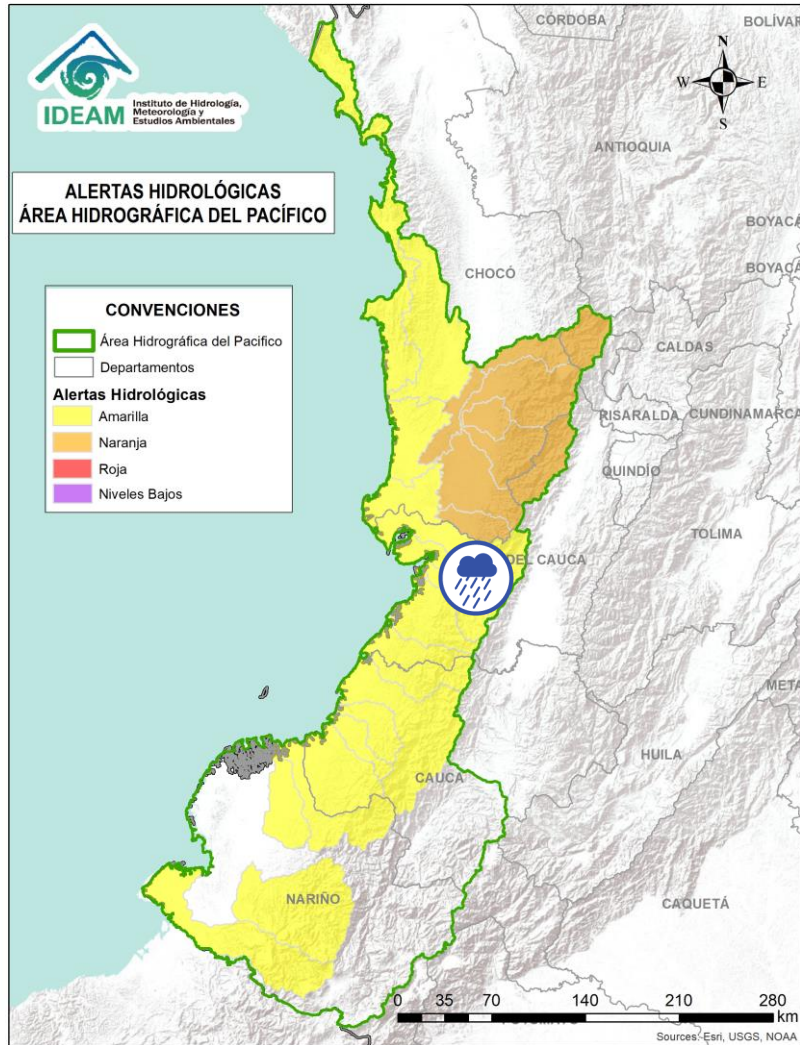 IDEAM
Instituto de Hidrología,
Meteorología y
Estudios Ambientales
ALERTAS HIDROLÓGICAS
ÁREA HIDROGRÁFICA DEL PACÍFICO
CONVENCIONES
Área Hidrográfica del Pacifico
Departamentos
Alertas Hidrológicas
Amarilla
Naranja
Roja
Niveles Bajos
N
W
E
S
CÓRDOBA
BOLÍVAR
ANTIOQUIA
BOYACÁ
BOYACÁ
CHOCÓ
CALDAS
RISARALDA
CUNDINAMARCA
QUINDÍO
TOLIMA
DEL CAUCA
META
HUILA
CAUCA
NARIÑO
CAQUETÁ
0 35 70 140 210 280
km
Sources: Esri, USGS, NOAA